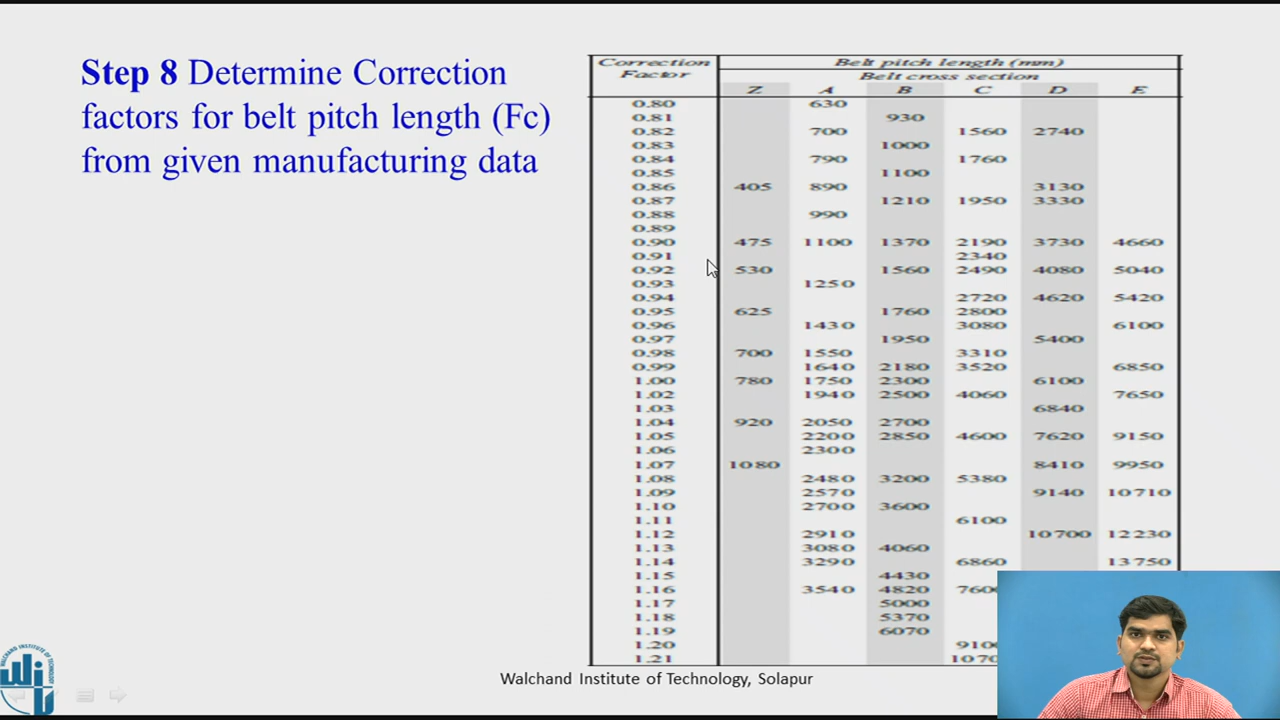 Step 8 Determine Correction
factors for belt pitch length (Fc)
from given manufacturing data
Correction Factor Belt pitch length (mm)
Belt cross section
Z A B C D E
0.80 630
0.81 930
0.82 700 1560 2740
0.83 1000
0.84 790 1760
0.85 1100
0.86 405 890 3130
0.87 1210 1950 3330
0.88 990
0.89
0.90 475 1100 1370 2190 3730 4660
0.91 2340
0.92 530 1560 2490 4080 5040
0.93 1250
0.94 2720 4620 5420
0.95 625 1760 2800
0.96 1430 3080 6100
0.97 1950 5400
0.98 700 1550 3310
0.99 1640 2180 3520 6850
1.00 780 1750 2300 6100
1.02 1940 2500 4060 7650
1.03 6840
1.04 920 2050 2700
1.05 2200 2850 4600 7620 9150
1.06 2300
1.07 1080 8410 9950
1.08 2480 3200 5380
1.09 2570 9140 10710
1.10 2700 3600
1.11 6100
1.12 2910 10700 12230
1.13 3080 4060
1.14 3290 6860 13750
1.15 4430
1.16 3540 4820
1.17 5000
1.18 5370
1.19 6070
1.20
1.21
WALCHAND INSTITUTE OF TECHNOLOGY
Walchand Institute of Technology, Solapur